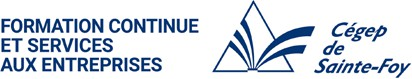 FORMATION CONTINUE
ET SERVICES
AUX ENTREPRISES
Cégep
de
Sainte-Foy